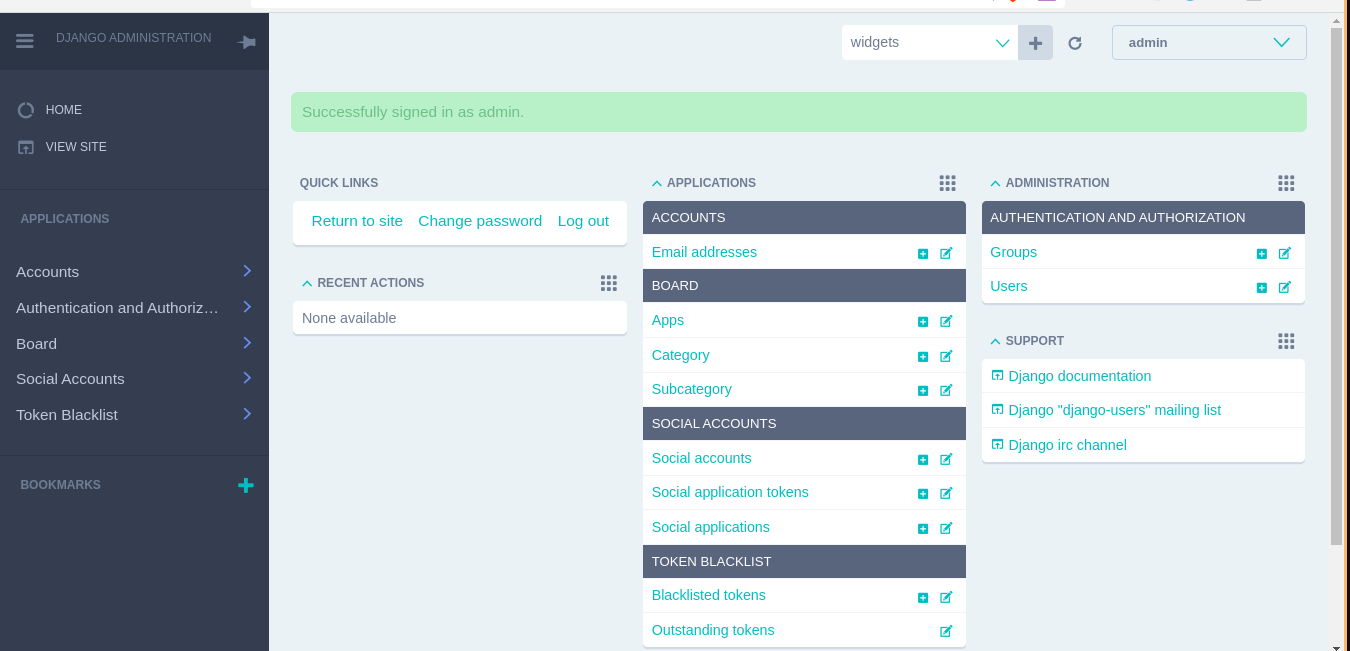 DJANGO ADMINISTRATION
HOME
VIEW SITE
APPLICATIONS
Accounts
Authentication and Authoriz…
Board
Social Accounts
Token Blacklist
BOOKMARKS
widgets
admin
Successfully signed in as admin.
QUICK LINKS
Return to site Change password Log out
RECENT ACTIONS
None available
APPLICATIONS
ACCOUNTS
Email addresses
BOARD
Apps
Category
Subcategory
SOCIAL ACCOUNTS
Social accounts
Social application tokens
Social applications
TOKEN BLACKLIST
Blacklisted tokens
Outstanding tokens
ADMINISTRATION
AUTHENTICATION AND AUTHORIZATION
Groups
Users
SUPPORT
Django documentation
Django "django-users" mailing list
Django irc channel